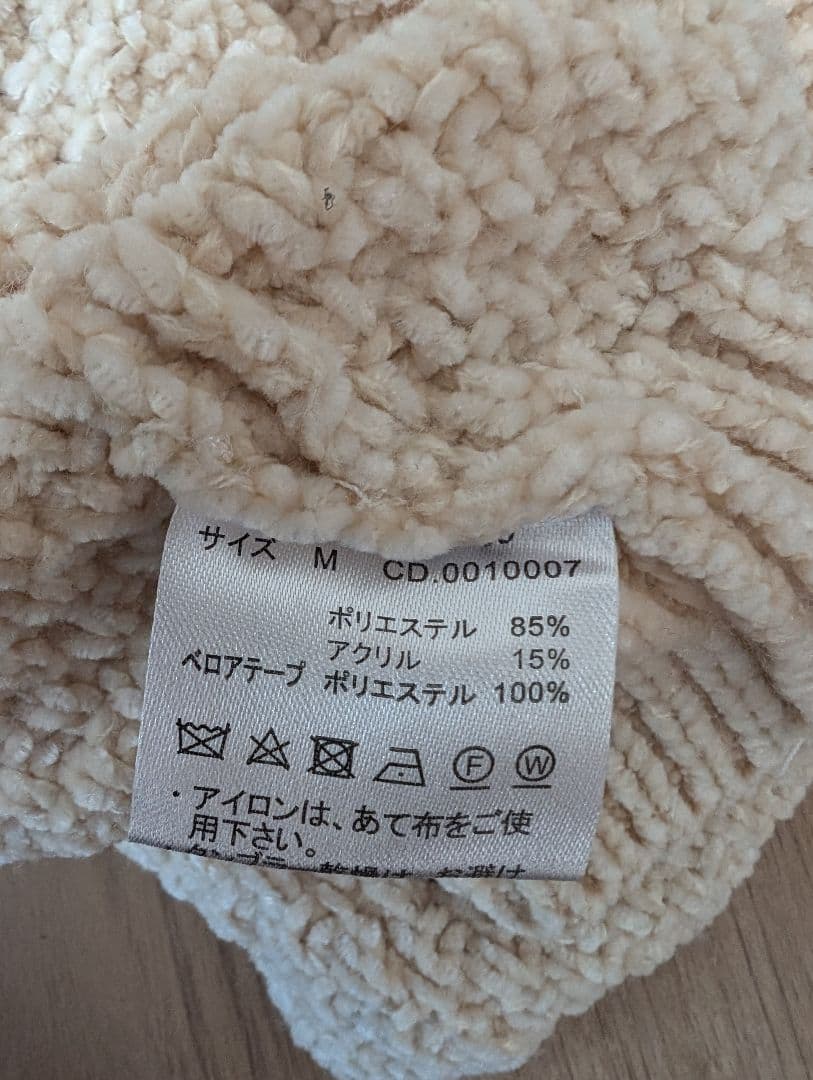 サイズ M CD.0010007
ポリエステル 85%
アクリル 15%
ベロアテープ ポリエステル 100%
F W
・アイロンは、あて布をご使
用下さい。